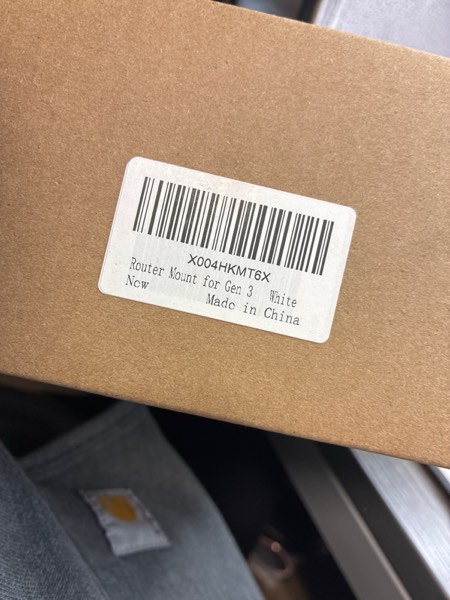 X004HKMT6X
Router Mount for Gen 3 White
Now Made in China